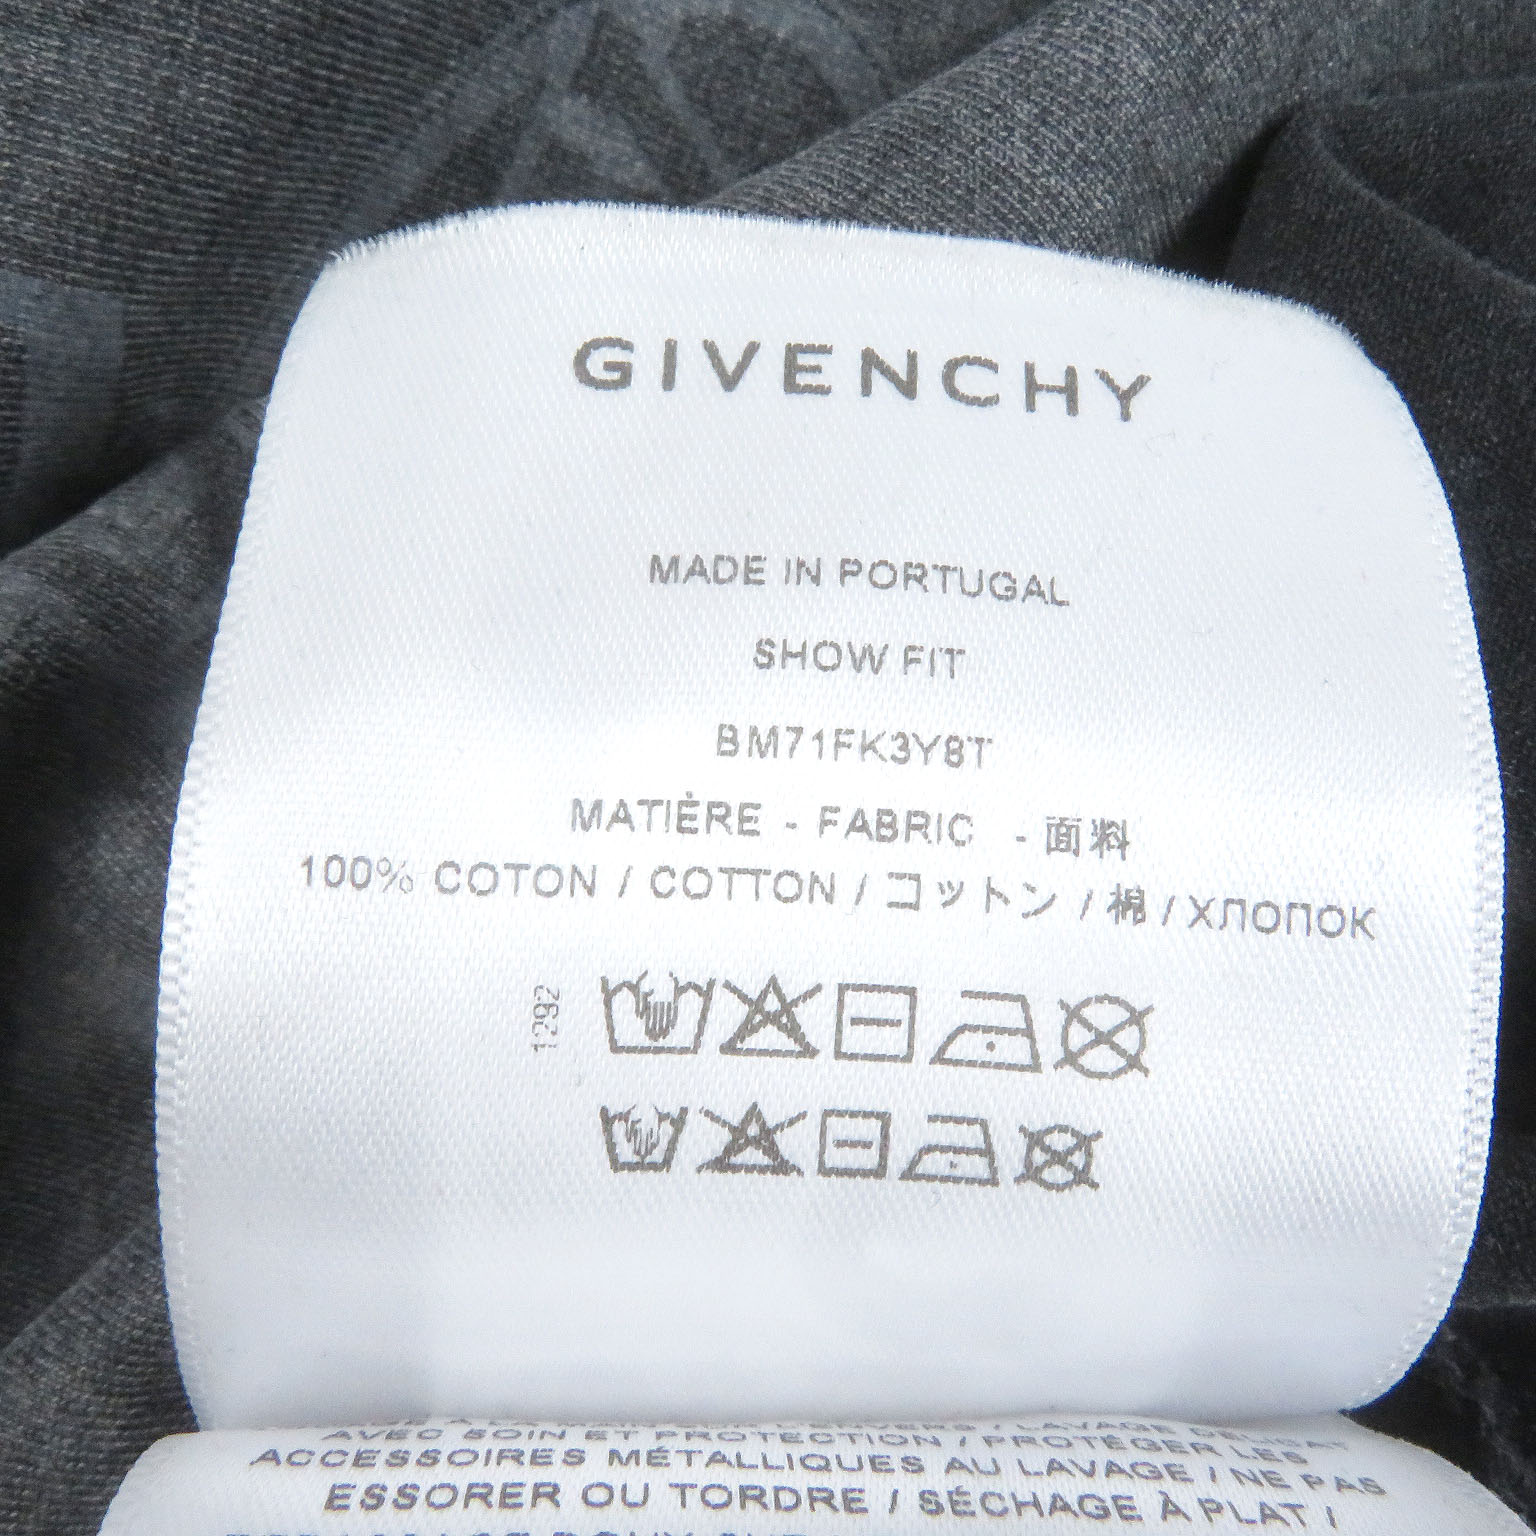 GIVENCHY
MADE IN PORTUGAL
SHOW FIT
BM71FK3Y8T
MATIÈRE - FABRIC - 面料
100% COTON / COTTON / コットン / 棉 / ХЛОПОК
1292
AVEC SOIN ET PROTECTION / PROTÉGER LES
ACCESSOIRES MÉTALLIQUES AU LAVAGE / NE PAS
ESSORER OU TORDRE / SÉCHAGE À PLAT /